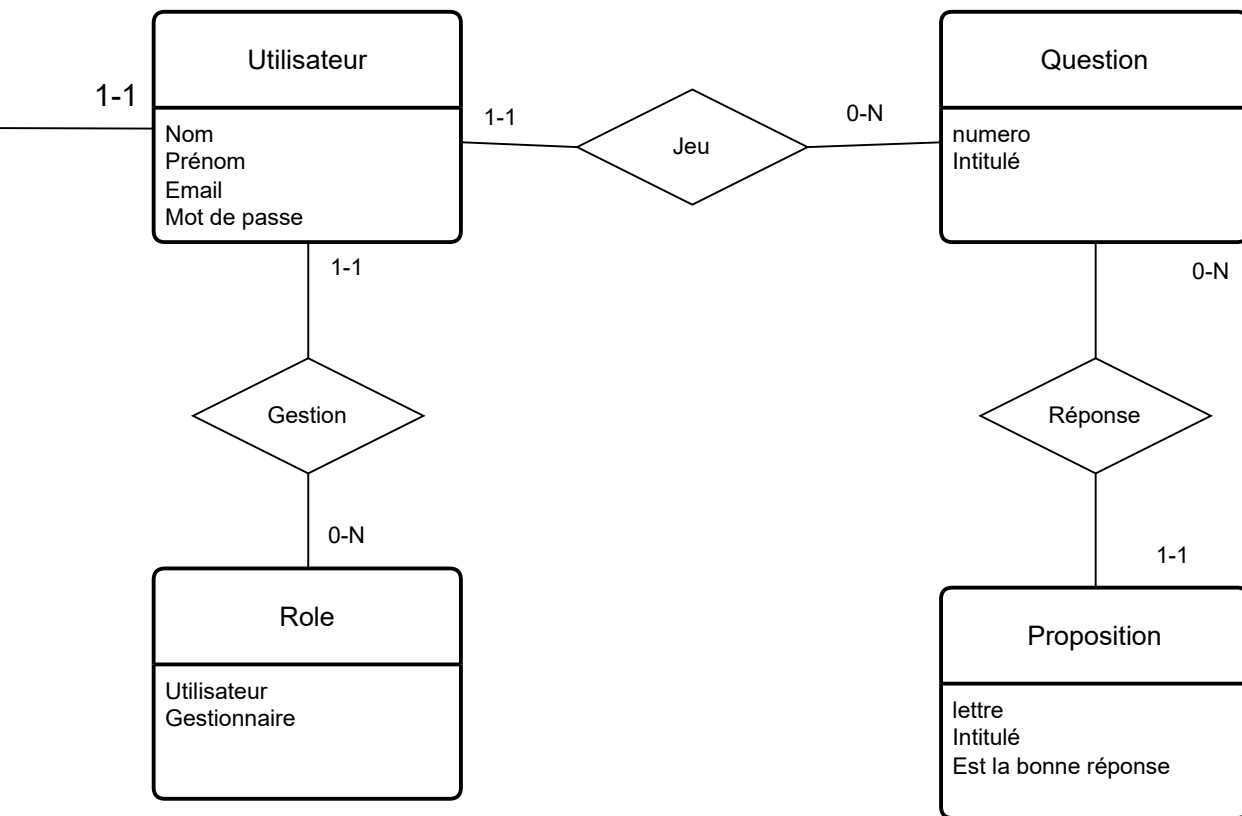 Utilisateur
Question
1-1
Nom
Prénom
Email
Mot de passe
1-1
Jeu
0-N
numero
Intitulé
1-1
0-N
Gestion
Réponse
0-N
1-1
Role
Utilisateur
Gestionnaire
Proposition
lettre
Intitulé
Est la bonne réponse